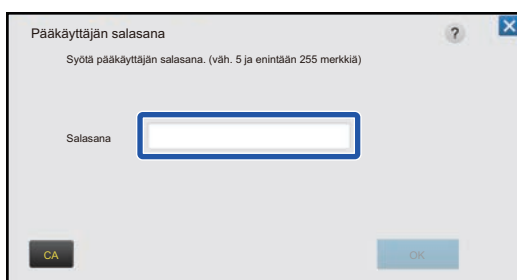 Pääkäyttäjän salasana
?
Syötä pääkäyttäjän salasana. (väh. 5 ja enintään 255 merkkiä)
Salasana
CA
OK